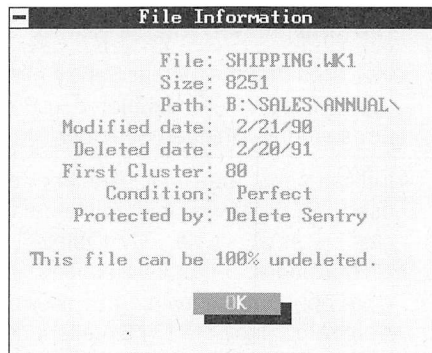 File Information
File: SHIPPING.WK1
Size: 8251
Path: B:\SALES\ANNUAL\
Modified date: 2/21/90
Deleted date: 2/20/91
First Cluster: 80
Condition: Perfect
Protected by: Delete Sentry
This file can be 100% undeleted.
OK